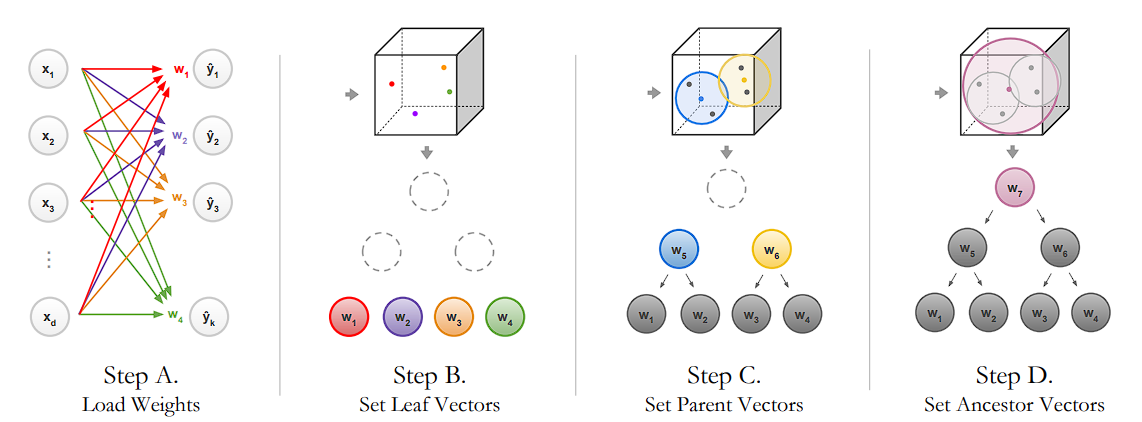 x1
w1
ŷ1
x2
w2
ŷ2
x3
w3
ŷ3
xd
w4
ŷk
Step A.
Load Weights
w1
w2
w3
w4
Step B.
Set Leaf Vectors
w5
w6
w1
w2
w3
w4
Step C.
Set Parent Vectors
w7
w5
w6
w1
w2
w3
w4
Step D.
Set Ancestor Vectors